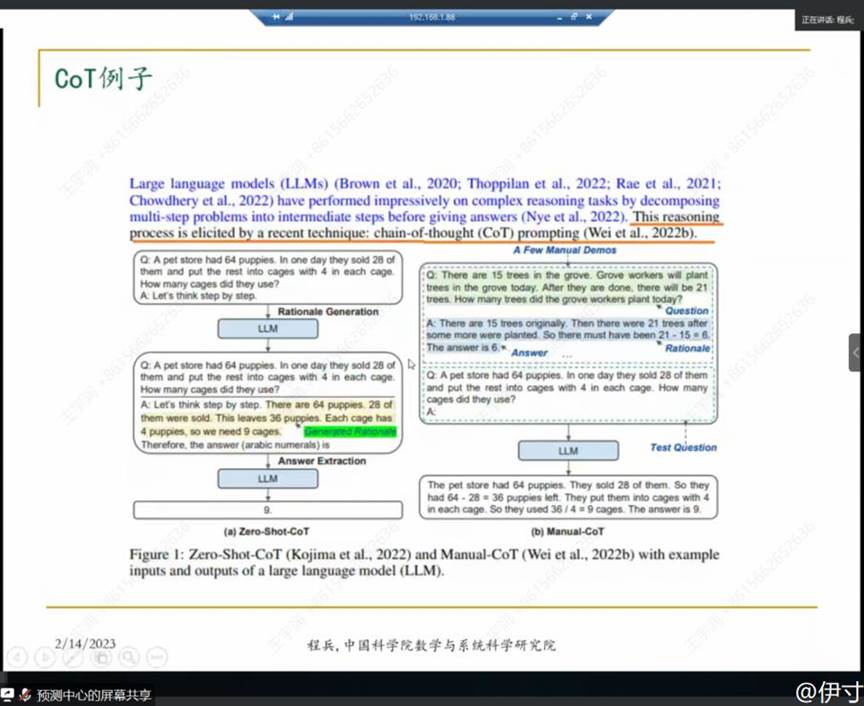 192.168.1.88
正在讲话: 程兵;
CoT例子
Large language models (LLMs) (Brown et al., 2020; Thoppilan et al., 2022; Rae et al., 2021;
Chowdhery et al., 2022) have performed impressively on complex reasoning tasks by decomposing
multi-step problems into intermediate steps before giving answers (Nye et al., 2022). This reasoning
process is elicited by a recent technique: chain-of-thought (CoT) prompting (Wei et al., 2022b).
Q: A pet store had 64 puppies. In one day they sold 28 of
them and put the rest into cages with 4 in each cage.
How many cages did they use?
A: Let's think step by step.
Rationale Generation
LLM
Q: A pet store had 64 puppies. In one day they sold 28 of
them and put the rest into cages with 4 in each cage.
How many cages did they use?
A: Let's think step by step. There are 64 puppies. 28 of
them were sold. This leaves 36 puppies. Each cage has
4 puppies, so we need 9 cages.
Generated Rationale
Therefore, the answer (arabic numerals) is
Answer Extraction
LLM
9.
(a) Zero-Shot-CoT
A Few Manual Demos
Q: There are 15 trees in the grove. Grove workers will plant
trees in the grove today. After they are done, there will be 21
trees. How many trees did the grove workers plant today?
Question
A: There are 15 trees originally. Then there were 21 trees after
some more were planted. So there must have been 21 - 15 = 6.
The answer is 6.
Answer
...
Rationale
Q: A pet store had 64 puppies. In one day they sold 28 of them
and put the rest into cages with 4 in each cage. How many
cages did they use?
A:
LLM
Test Question
The pet store had 64 puppies. They sold 28 of them. So they
had 64 - 28 = 36 puppies left. They put them into cages with 4
in each cage. So they used 36 / 4 = 9 cages. The answer is 9.
(b) Manual-CoT
Figure 1: Zero-Shot-CoT (Kojima et al., 2022) and Manual-CoT (Wei et al., 2022b) with example
inputs and outputs of a large language model (LLM).
2/14/2023
程兵,中国科学院数学与系统科学研究院
预测中心的屏幕共享
@伊寸